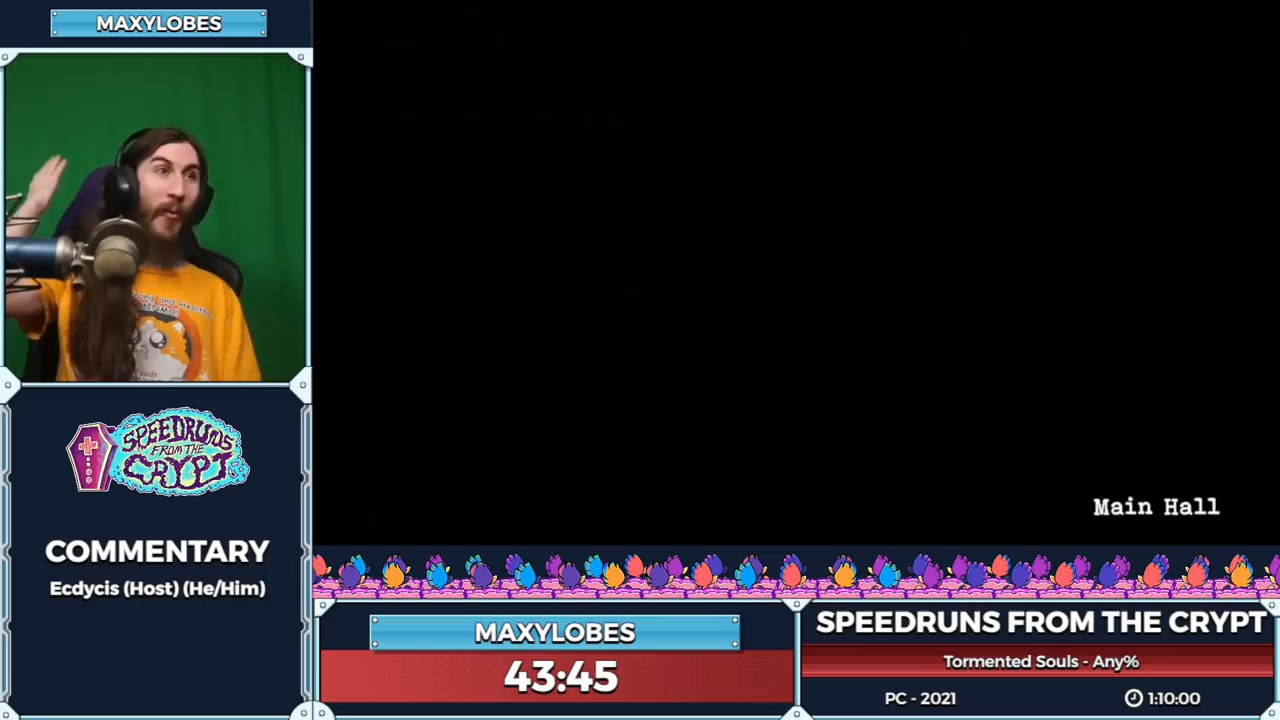 MAXYLOBES
SPEEDRUNS
FROM THE
CRYPT
COMMENTARY
Ecdycis (Host) (He/Him)
Main Hall
MAXYLOBES
43:45
SPEEDRUNS FROM THE CRYPT
Tormented Souls - Any%
PC - 2021
1:10:00